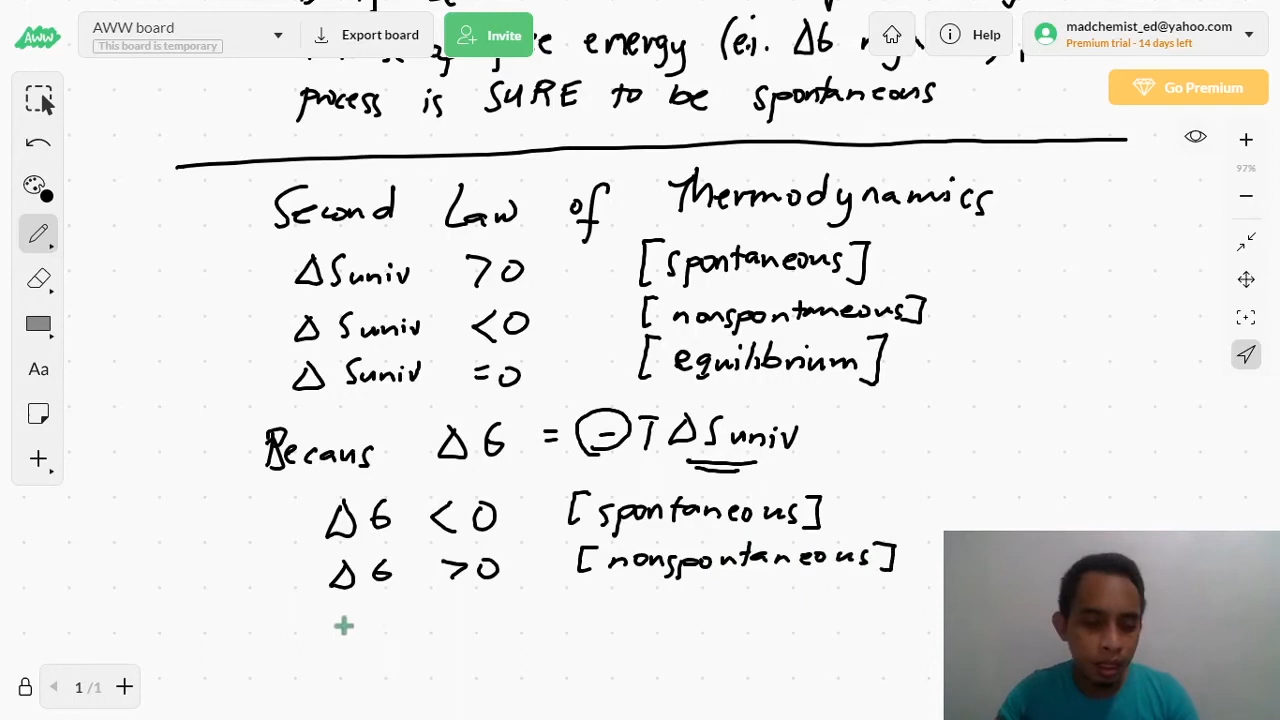 AWW board
This board is temporary
Export board
Invite
Help
madchemist_ed@yahoo.com
Premium trial - 14 days left
Go Premium
energy (e.i. ΔG
process is SURE to be spontaneous
97%
Second Law of Thermodynamics
ΔSuniv >0 [spontaneous]
ΔSuniv <0 [nonspontaneous]
ΔSuniv =0 [equilibrium]
Becaus ΔG = -TΔSuniv
ΔG <0 [spontaneous]
ΔG >0 [nonspontaneous]
Aa
1 /1